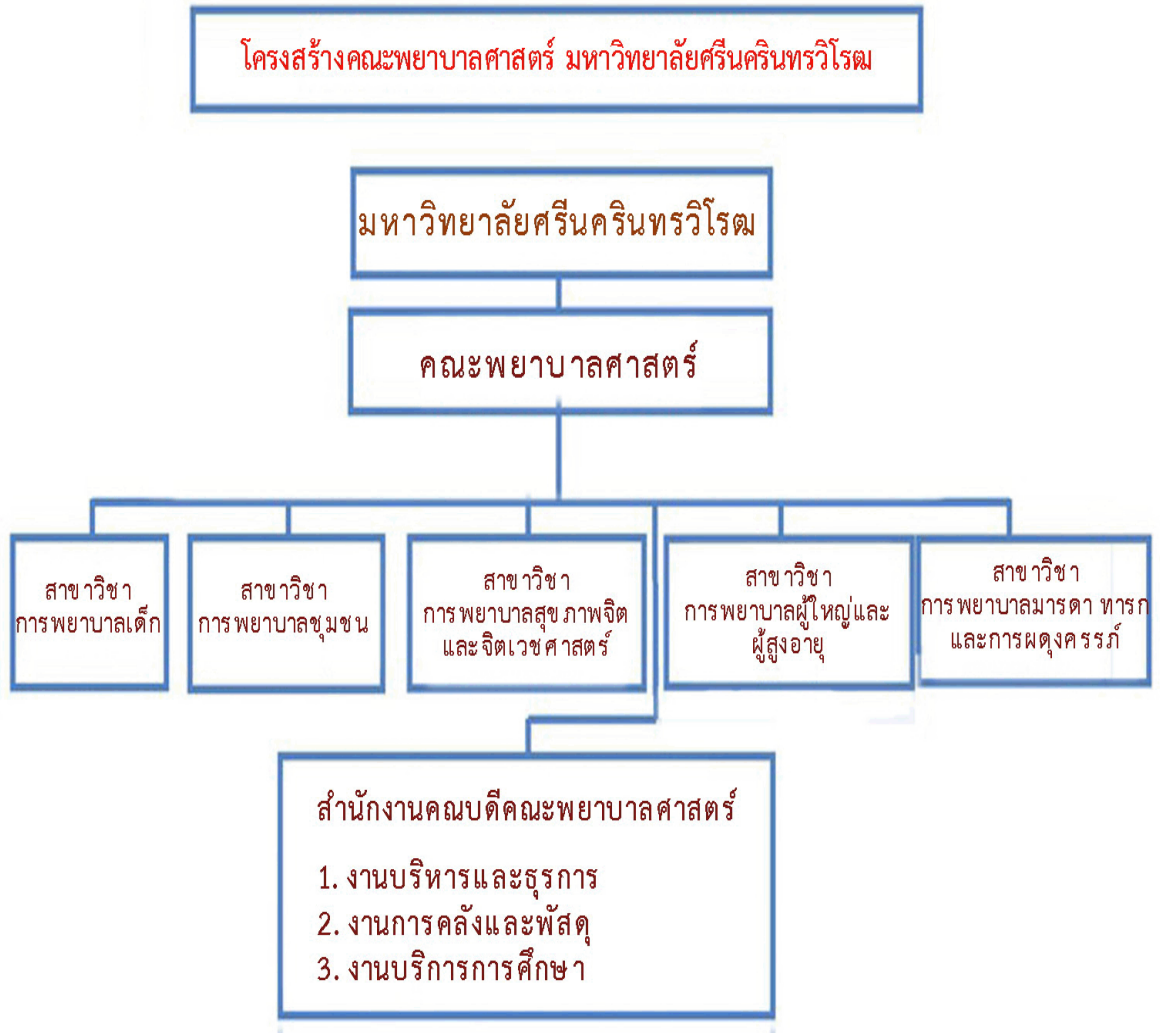 โครงสร้างคณะพยาบาลศาสตร์ มหาวิทยาลัยศรีนครินทรวิโรฒ
มหาวิทยาลัยศรีนครินทรวิโรฒ
คณะพยาบาลศาสตร์
สาขาวิชา
การพยาบาลเด็ก
สาขาวิชา
การพยาบาลชุมชน
สาขาวิชา
การพยาบาลสุขภาพจิต
และจิตเวชศาสตร์
สาขาวิชา
การพยาบาลผู้ใหญ่และ
ผู้สูงอายุ
สาขาวิชา
การพยาบาลมารดา ทารก
และการผดุงครรภ์
สำนักงานคณบดีคณะพยาบาลศาสตร์
1. งานบริหารและธุรการ
2. งานการคลังและพัสดุ
3. งานบริการการศึกษา